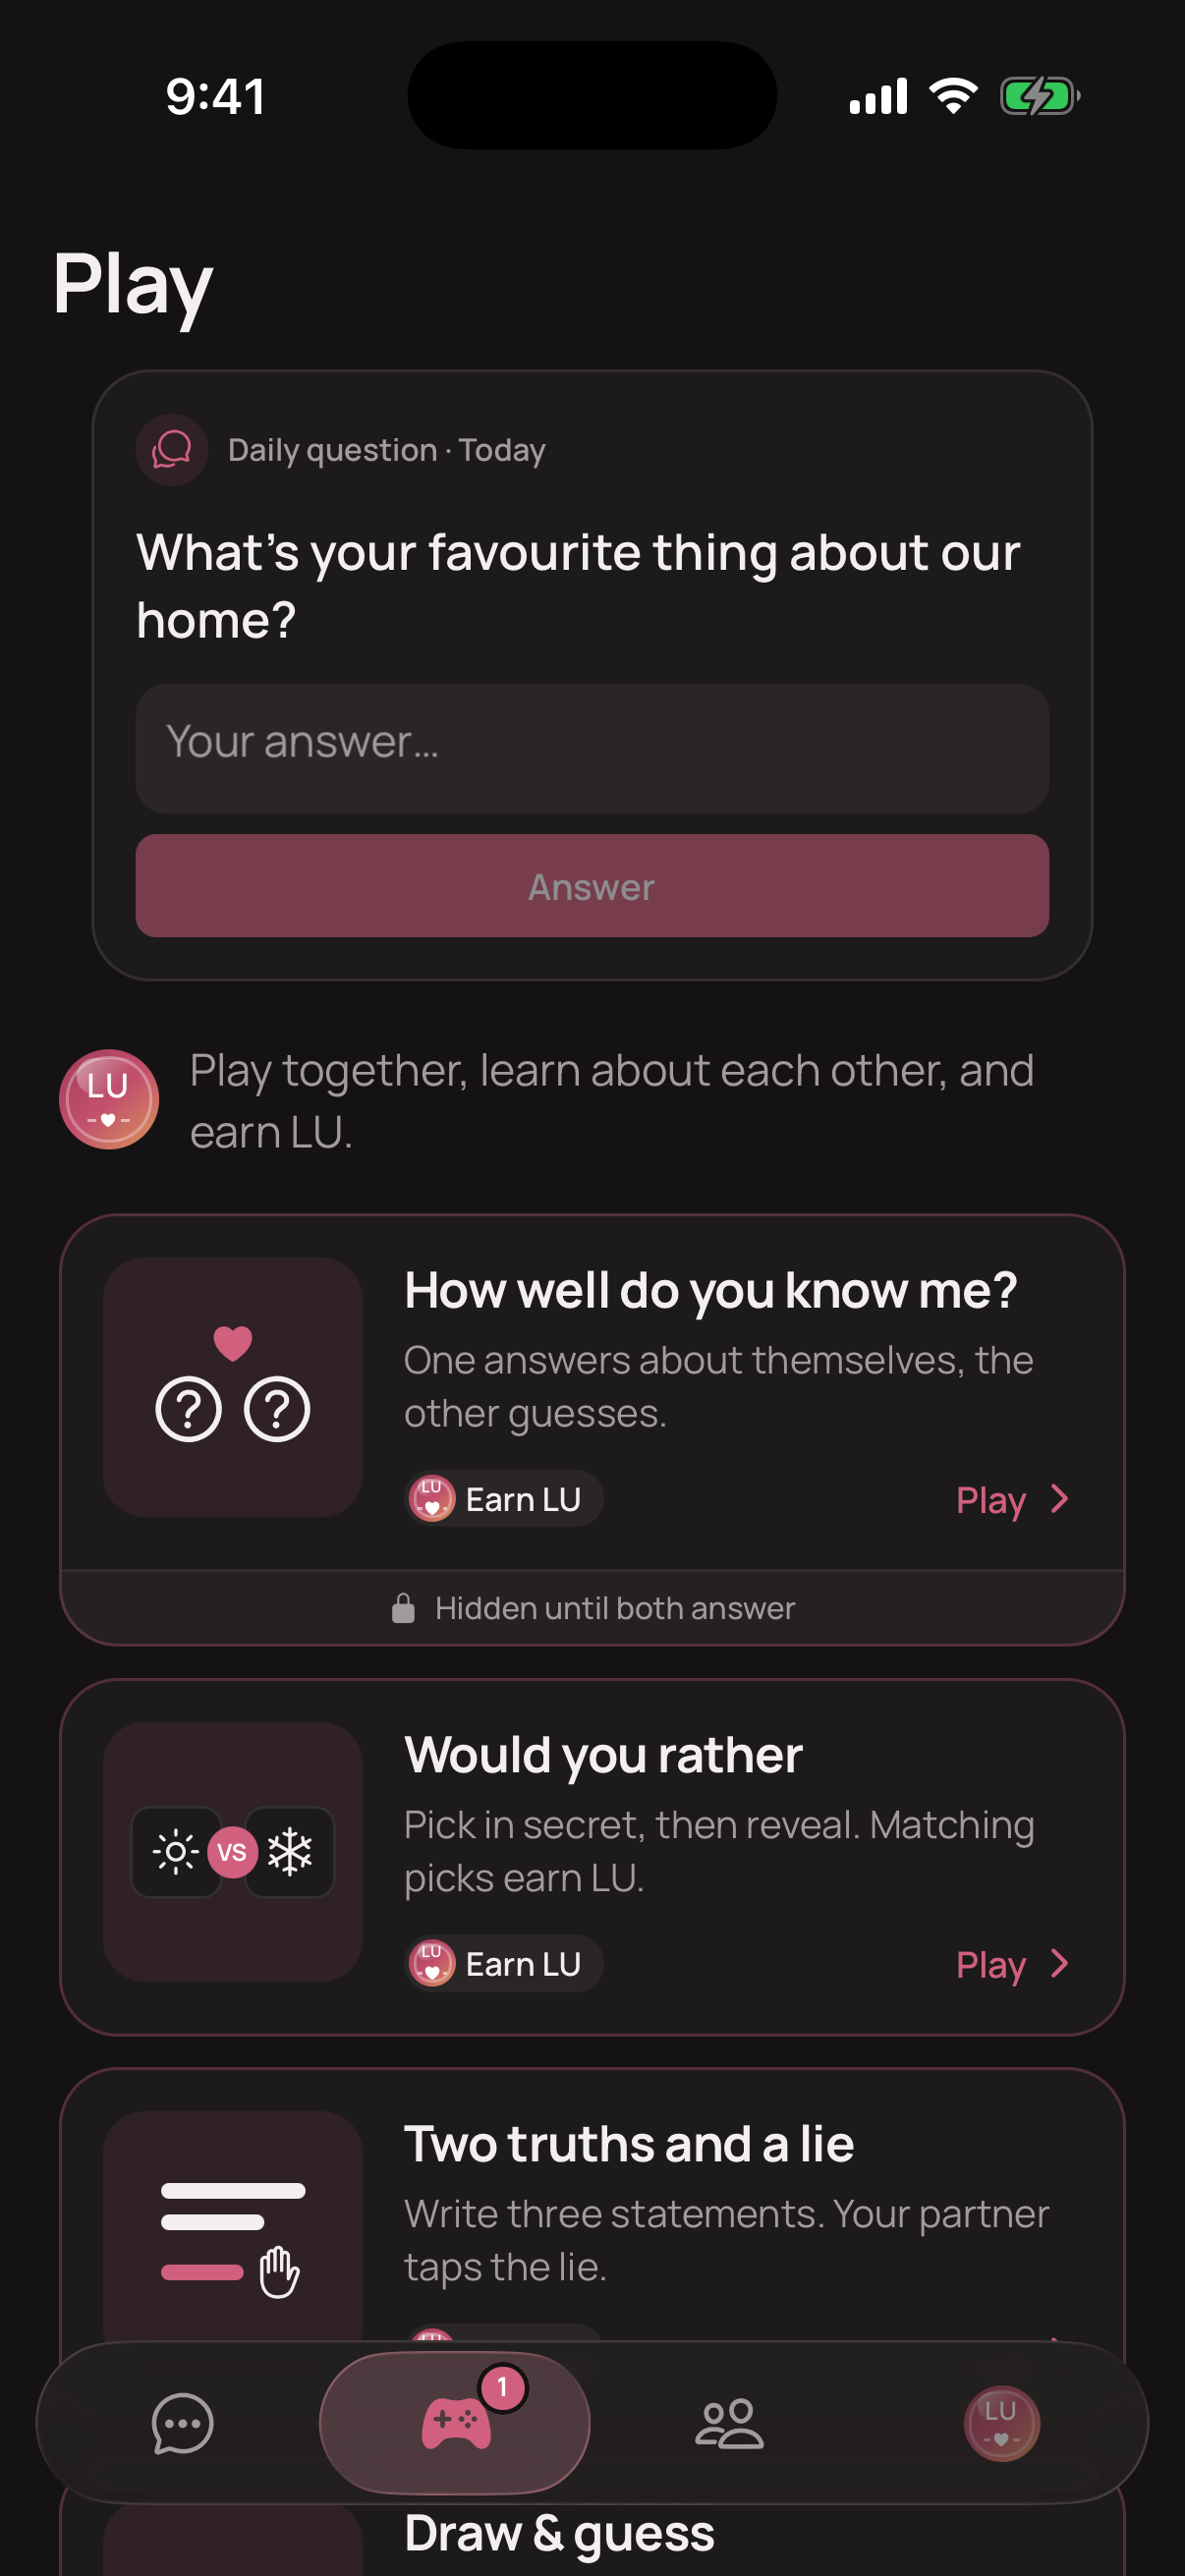 9:41
Play
Daily question · Today
What's your favourite thing about our
home?
Your answer...
Answer
LU
Play together, learn about each other, and
earn LU.
How well do you know me?
One answers about themselves, the
other guesses.
LU
Earn LU
Play
Hidden until both answer
Would you rather
VS
Pick in secret, then reveal. Matching
picks earn LU.
LU
Earn LU
Play
Two truths and a lie
Write three statements. Your partner
taps the lie.
1
LU
Draw & guess